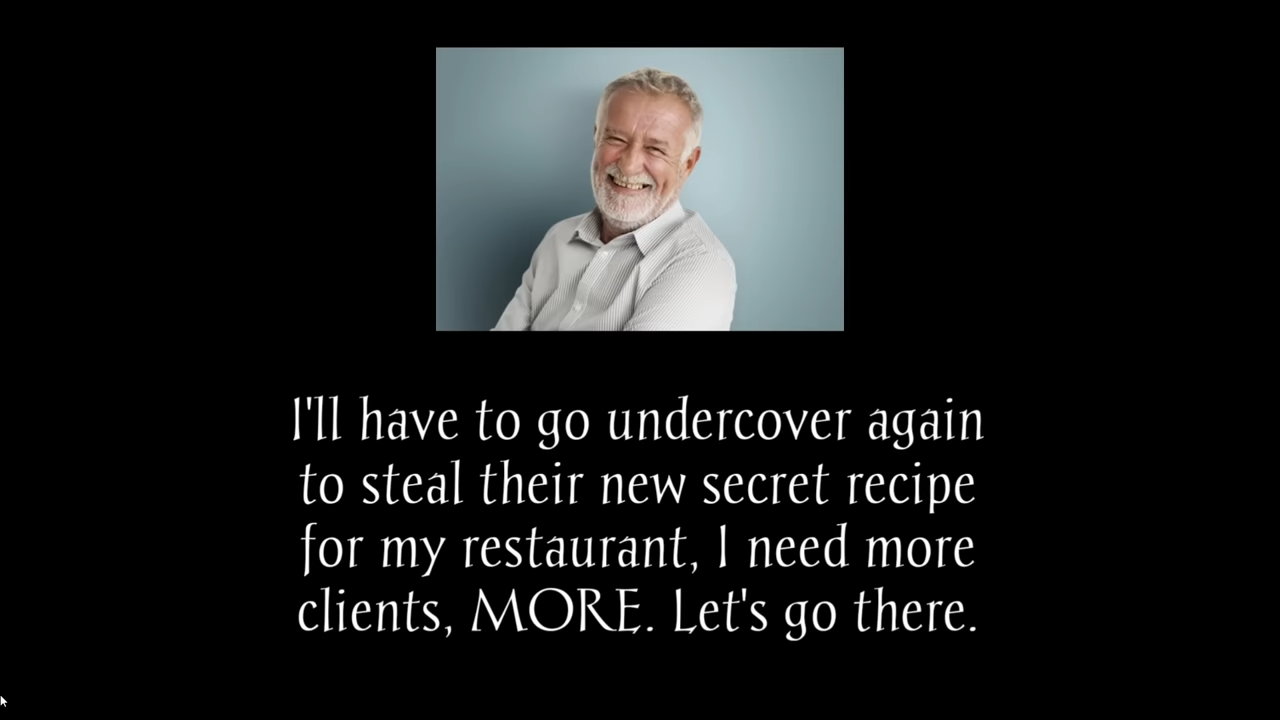 I'll have to go undercover again
to steal their new secret recipe
for my restaurant, I need more
clients, MORE. Let's go there.